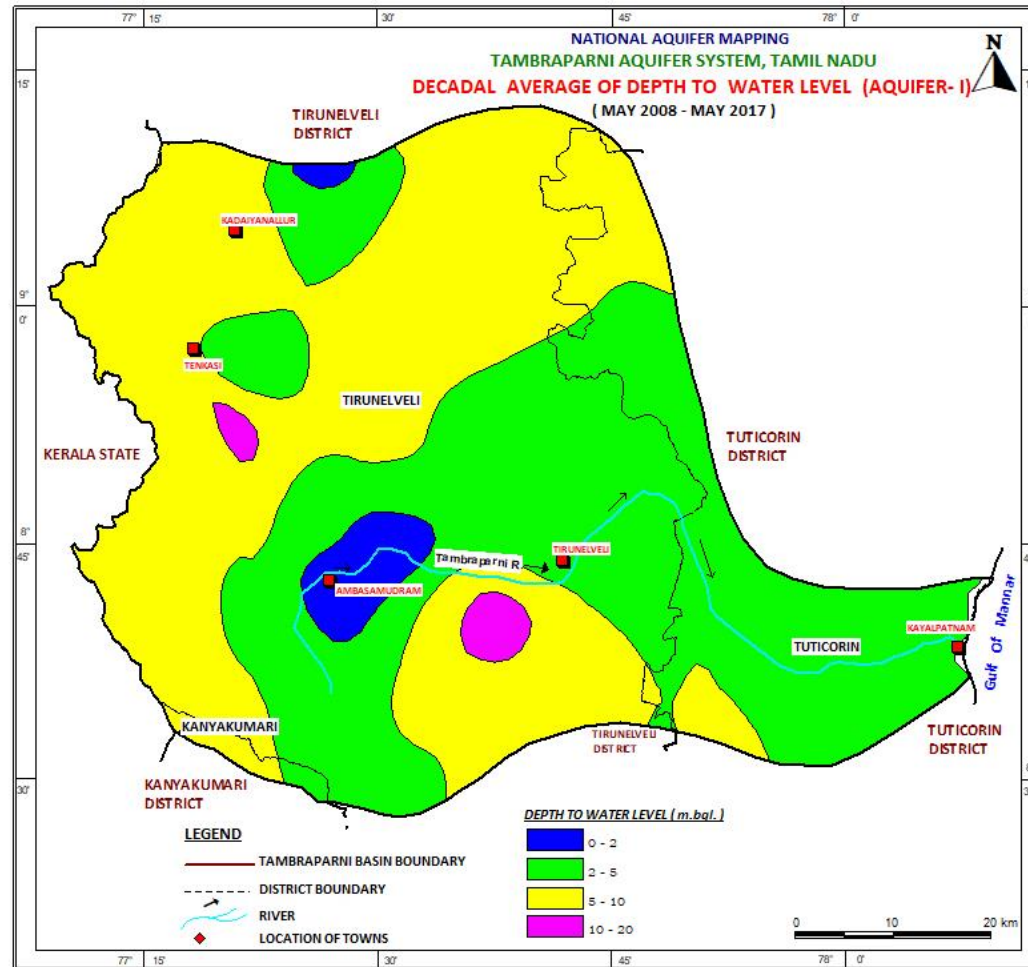 77° 15' 30' 45' 78° 0'
NATIONAL AQUIFER MAPPING
TAMBRAPARNI AQUIFER SYSTEM, TAMIL NADU
DECADAL AVERAGE OF DEPTH TO WATER LEVEL (AQUIFER- I)
( MAY 2008 - MAY 2017 )
N
15'
TIRUNELVELI
DISTRICT
KADAIYANALLUR
9°
0'
TENKASI
TIRUNELVELI
KERALA STATE
TUTICORIN
DISTRICT
8°
45'
Tambraparni R.
TIRUNELVELI
AMBASAMUDRAM
KAYALPATNAM
TUTICORIN
Gulf Of Mannar
KANYAKUMARI
TIRUNELVELI
DISTRICT
TUTICORIN
DISTRICT
30'
KANYAKUMARI
DISTRICT
LEGEND
TAMBRAPARNI BASIN BOUNDARY
DISTRICT BOUNDARY
RIVER
LOCATION OF TOWNS
DEPTH TO WATER LEVEL ( m.bgl. )
0 - 2
2 - 5
5 - 10
10 - 20
0 10 20 km
77° 15' 30' 45' 78° 0'